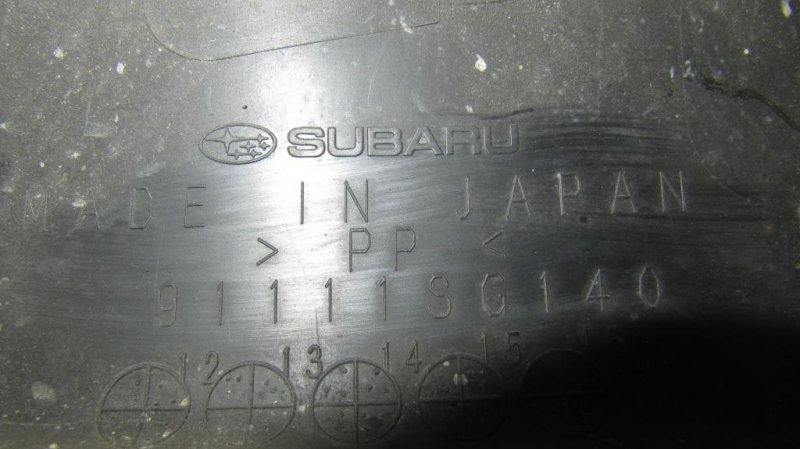 SUBARU
MADE IN JAPAN
> PP <
91111SG140
12 13 14 15